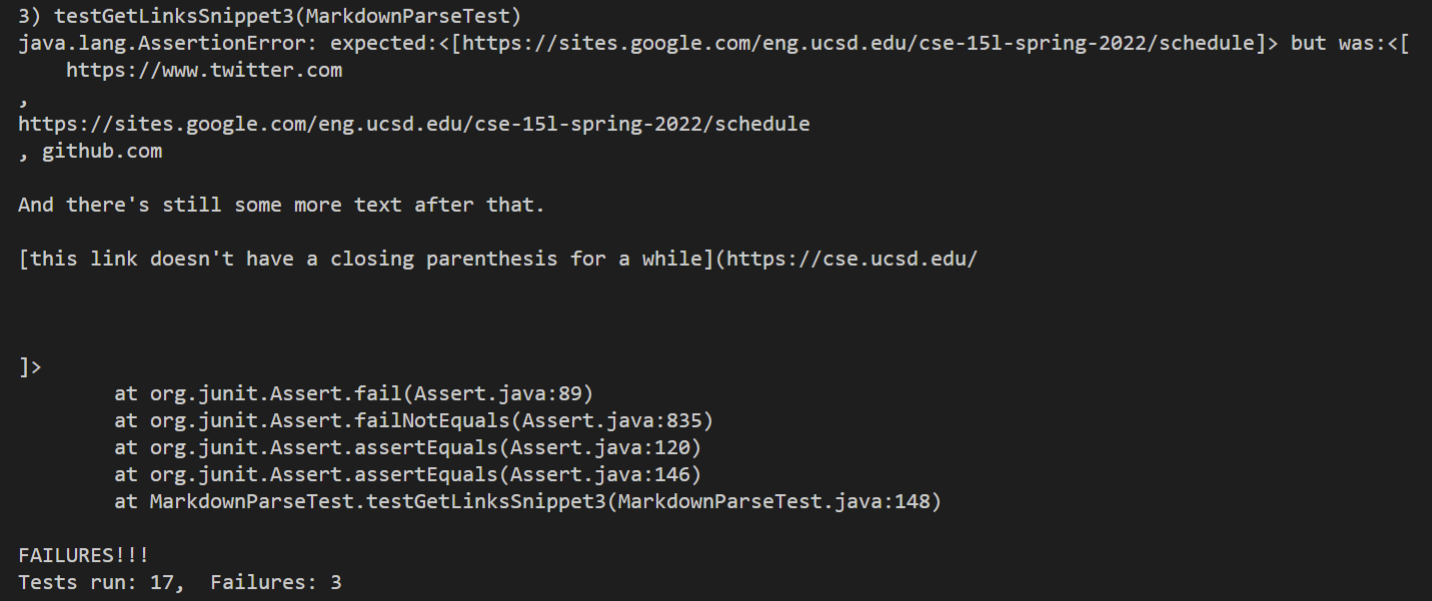 3) testGetLinksSnippet3(MarkdownParseTest)
java.lang.AssertionError: expected:<[https://sites.google.com/eng.ucsd.edu/cse-15l-spring-2022/schedule]> but was:<[
    https://www.twitter.com
,
https://sites.google.com/eng.ucsd.edu/cse-15l-spring-2022/schedule
, github.com

And there's still some more text after that.

[this link doesn't have a closing parenthesis for a while](https://cse.ucsd.edu/



]>
        at org.junit.Assert.fail(Assert.java:89)
        at org.junit.Assert.failNotEquals(Assert.java:835)
        at org.junit.Assert.assertEquals(Assert.java:120)
        at org.junit.Assert.assertEquals(Assert.java:146)
        at MarkdownParseTest.testGetLinksSnippet3(MarkdownParseTest.java:148)

FAILURES!!!
Tests run: 17,  Failures: 3